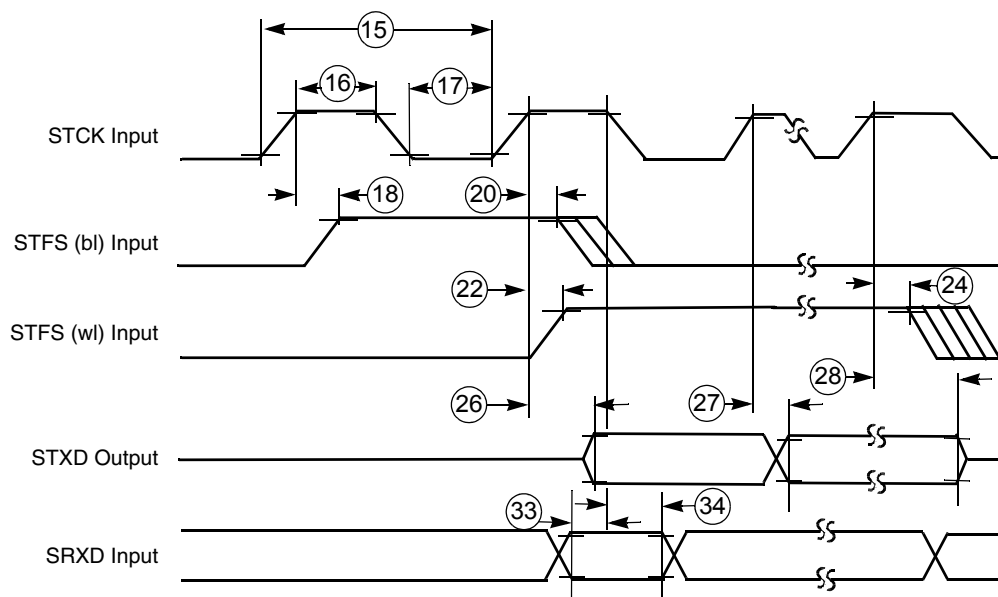 15
16
17
STCK Input
18
20
STFS (bl) Input
22
24
STFS (wl) Input
26
27
28
STXD Output
33
34
SRXD Input